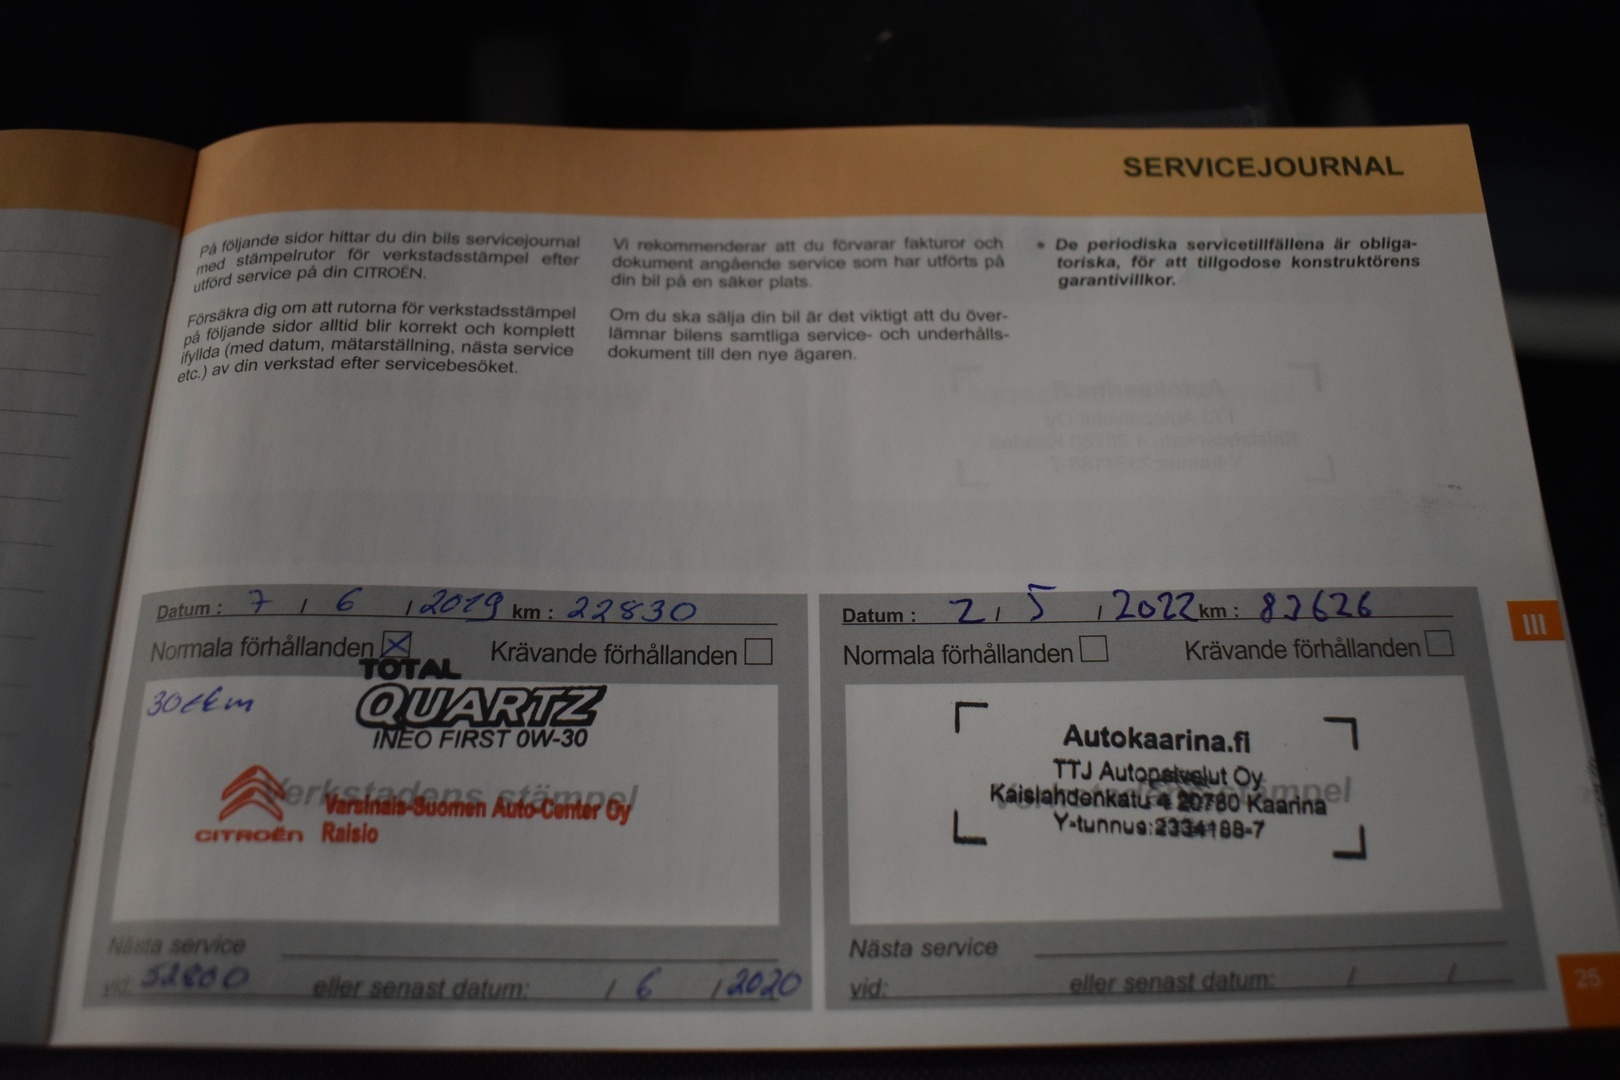 SERVICEJOURNAL
På följande sidor hittar du din bils servicejournal
med stämpelrutor för verkstadsstämpel efter
utförd service på din CITROËN.
Försäkra dig om att rutorna för verkstadsstämpel
på följande sidor alltid blir korrekt och komplett
ifyllda (med datum, mätarställning, nästa service
etc.) av din verkstad efter servicebesöket.
Vi rekommenderar att du förvarar fakturor och
dokument angående service som har utförts på
din bil på en säker plats.
Om du ska sälja din bil är det viktigt att du över-
lämnar bilens samtliga service- och underhålls-
dokument till den nye ägaren.
• De periodiska servicetillfällena är obliga-
toriska, för att tillgodose konstruktörens
garantivillkor.
Datum : 7 / 6 / 2019 km : 22830
Normala förhållanden Krävande förhållanden
TOTAL
QUARTZ
INEO FIRST 0W-30
Verkstadens stämpel
Varsinais-Suomen Auto-Center Oy
CITROËN Raisio
Nästa service
vid: 52800 eller senast datum: / 6 / 2020
Datum : 2 / 5 / 2022 km : 83626
Normala förhållanden Krävande förhållanden
Autokaarina.fi
TTJ Autopalvelut Oy
Kaislahdenkatu 4 20780 Kaarina
Y-tunnus:2334188-7
Nästa service
vid: eller senast datum: / /
III
25